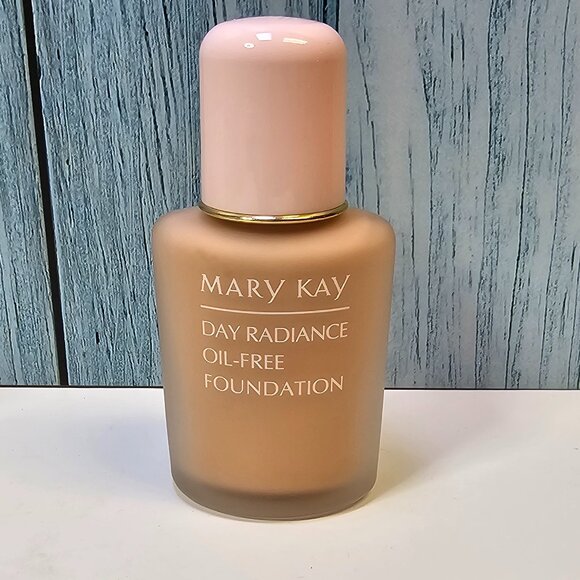 MARY KAY
DAY RADIANCE
OIL-FREE
FOUNDATION